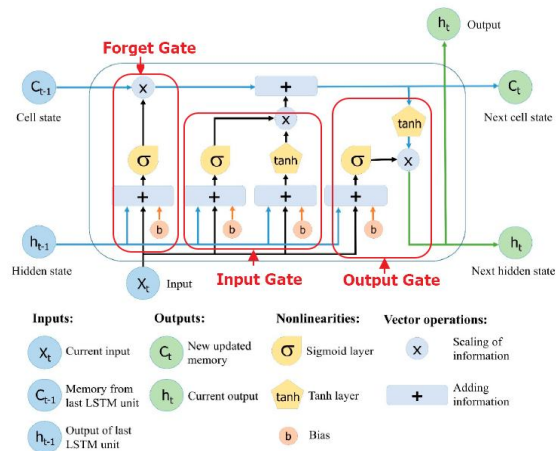 h_t Output
Forget Gate
C_t-1 x + C_t
Cell state Next cell state
tanh
x
σ σ tanh σ x
+ + + +
b b b b
h_t-1 h_t
Hidden state Next hidden state
Input Gate Output Gate
X_t Input
Inputs: Outputs: Nonlinearities: Vector operations:
X_t Current input
C_t New updated memory
σ Sigmoid layer
x Scaling of information
C_t-1 Memory from last LSTM unit
h_t Current output
tanh Tanh layer
+ Adding information
h_t-1 Output of last LSTM unit
b Bias